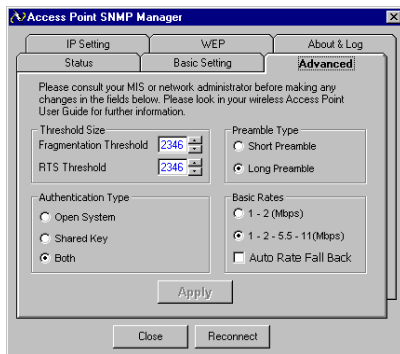 Access Point SNMP Manager
IP Setting WEP About & Log
Status Basic Setting Advanced
Please consult your MIS or network administrator before making any
changes in the fields below. Please look in your wireless Access Point
User Guide for further information.
Threshold Size
Fragmentation Threshold 2346
RTS Threshold 2346
Preamble Type
Short Preamble
Long Preamble
Authentication Type
Open System
Shared Key
Both
Basic Rates
1 - 2 (Mbps)
1 - 2 - 5.5 - 11(Mbps)
Auto Rate Fall Back
Apply
Close Reconnect